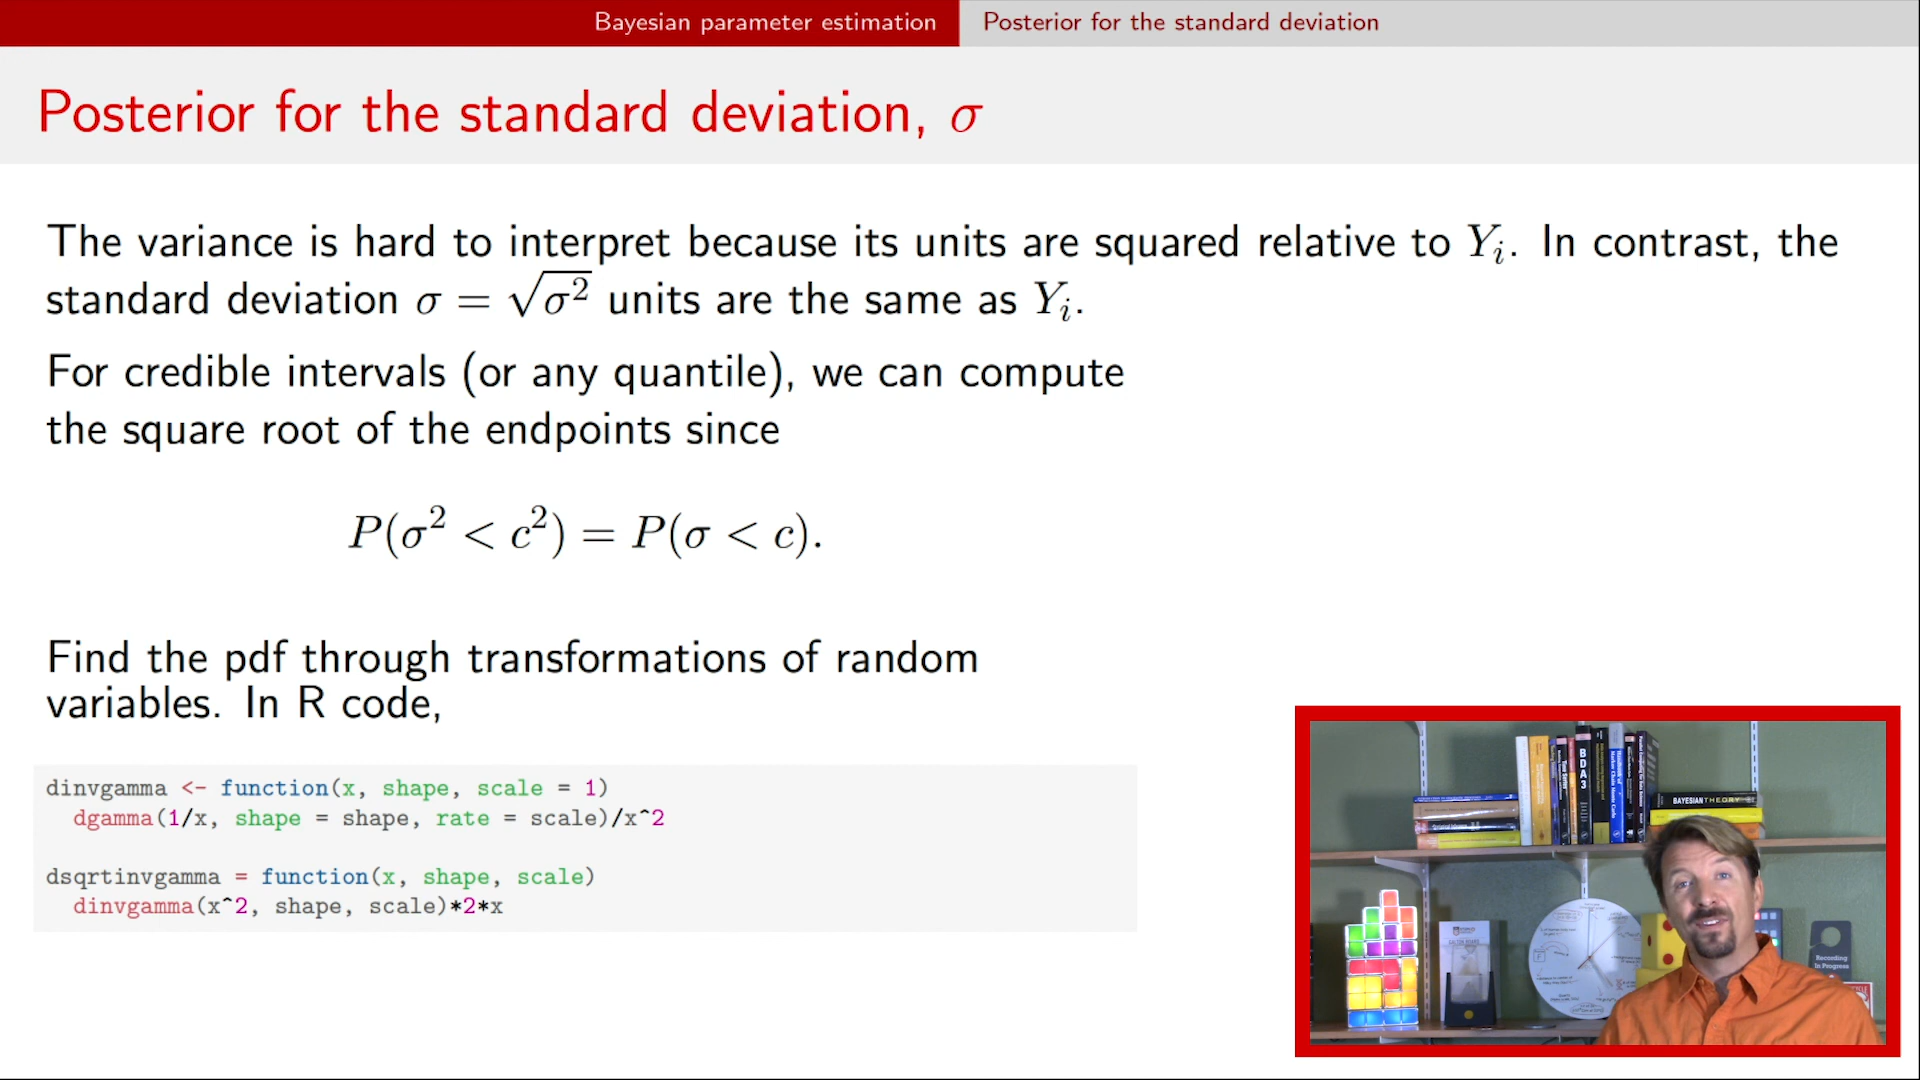 Bayesian parameter estimation Posterior for the standard deviation
Posterior for the standard deviation, σ
The variance is hard to interpret because its units are squared relative to Yᵢ. In contrast, the
standard deviation σ = √σ² units are the same as Yᵢ.
For credible intervals (or any quantile), we can compute
the square root of the endpoints since
P(σ² < c²) = P(σ < c).
Find the pdf through transformations of random
variables. In R code,
dinvgamma <- function(x, shape, scale = 1)
dgamma(1/x, shape = shape, rate = scale)/x^2
dsqrtinvgamma = function(x, shape, scale)
dinvgamma(x^2, shape, scale)*2*x
BDA3
BAYESIAN THEORY
Recording
In Progress